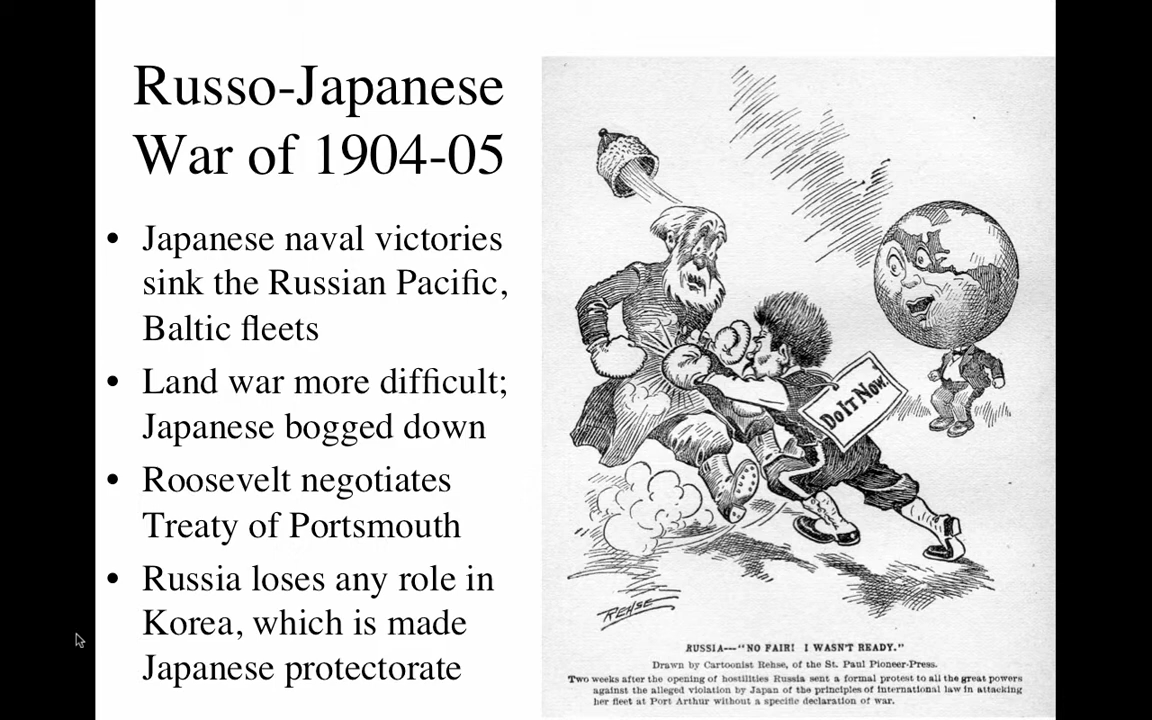 Russo-Japanese
War of 1904-05
• Japanese naval victories
sink the Russian Pacific,
Baltic fleets
• Land war more difficult;
Japanese bogged down
• Roosevelt negotiates
Treaty of Portsmouth
• Russia loses any role in
Korea, which is made
Japanese protectorate
Do It Now!
REHSE
RUSSIA---"NO FAIR! I WASN'T READY."
Drawn by Cartoonist Rehse, of the St. Paul Pioneer-Press.
Two weeks after the opening of hostilities Russia sent a formal protest to all the great powers
against the alleged violation by Japan of the principles of international law in attacking
her fleet at Port Arthur without a specific declaration of war.